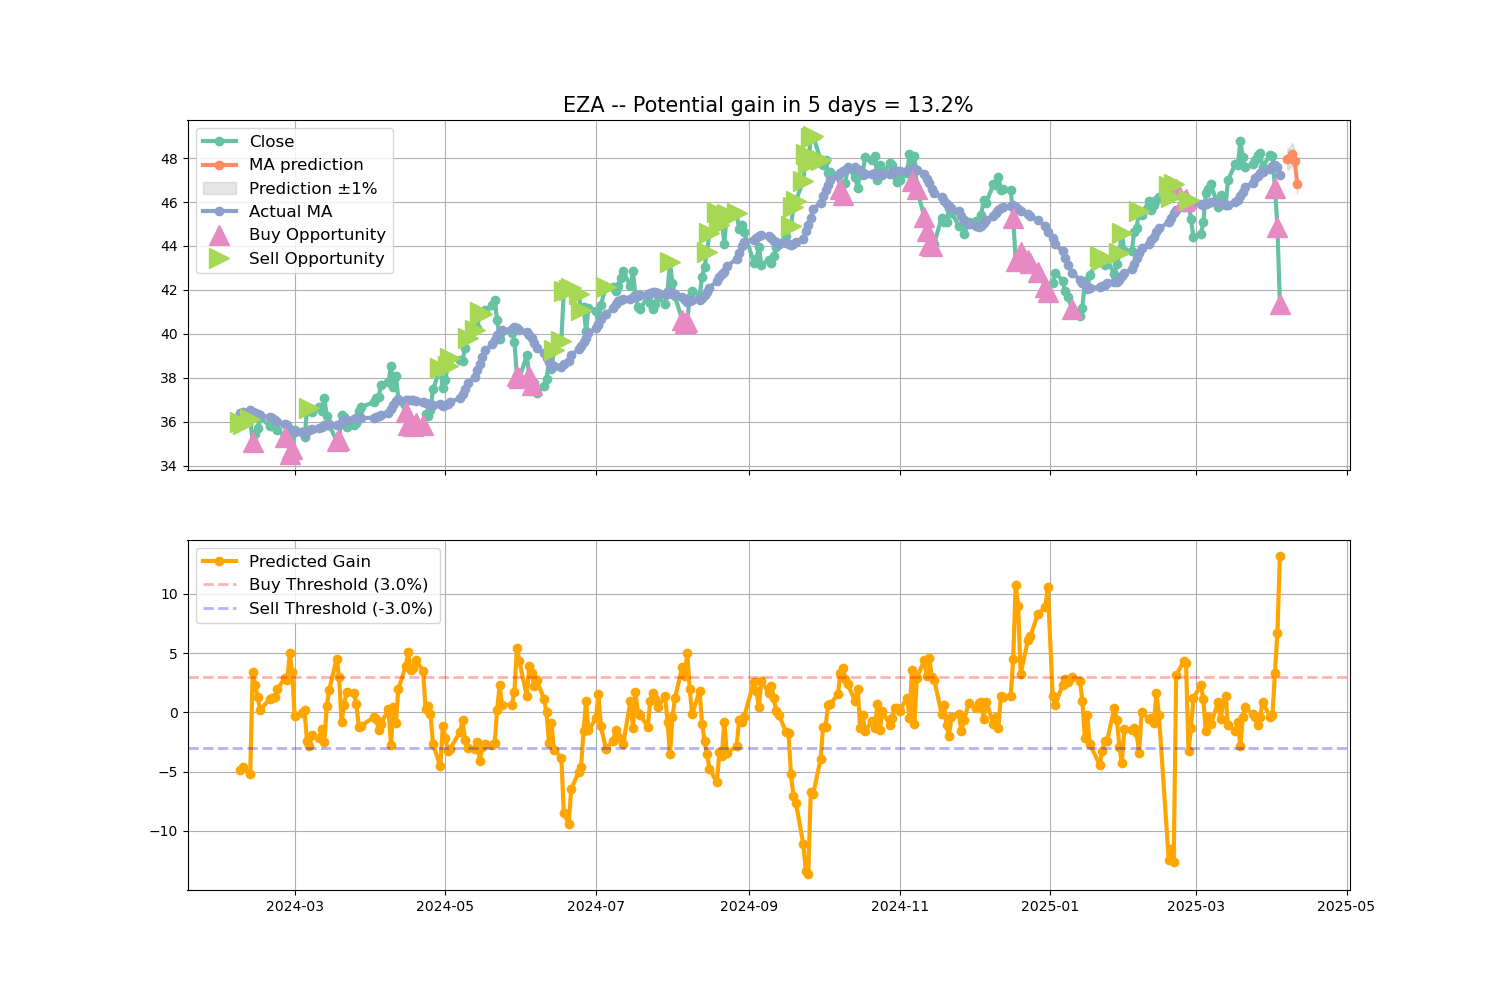 EZA -- Potential gain in 5 days = 13.2%
Close
MA prediction
Prediction ±1%
Actual MA
Buy Opportunity
Sell Opportunity
48
46
44
42
40
38
36
34
Predicted Gain
Buy Threshold (3.0%)
Sell Threshold (-3.0%)
10
5
0
−5
−10
2024-03 2024-05 2024-07 2024-09 2024-11 2025-01 2025-03 2025-05